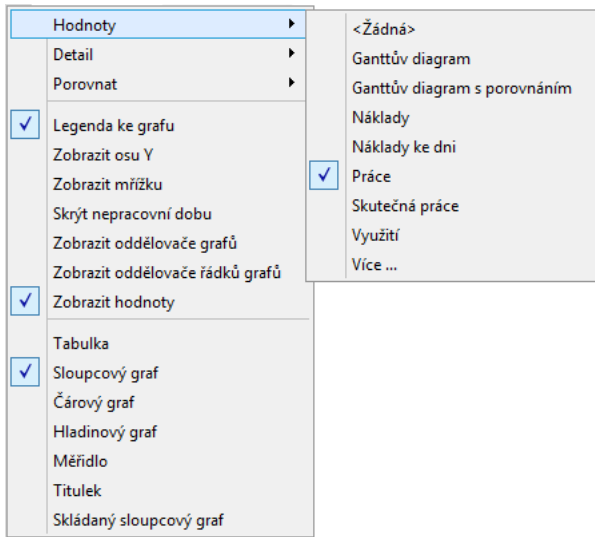 Hodnoty
Detail
Porovnat
Legenda ke grafu
Zobrazit osu Y
Zobrazit mřížku
Skrýt nepracovní dobu
Zobrazit oddělovače grafů
Zobrazit oddělovače řádků grafů
Zobrazit hodnoty
Tabulka
Sloupcový graf
Čárový graf
Hladinový graf
Měřidlo
Titulek
Skládaný sloupcový graf
<Žádná>
Ganttův diagram
Ganttův diagram s porovnáním
Náklady
Náklady ke dni
Práce
Skutečná práce
Využití
Více ...